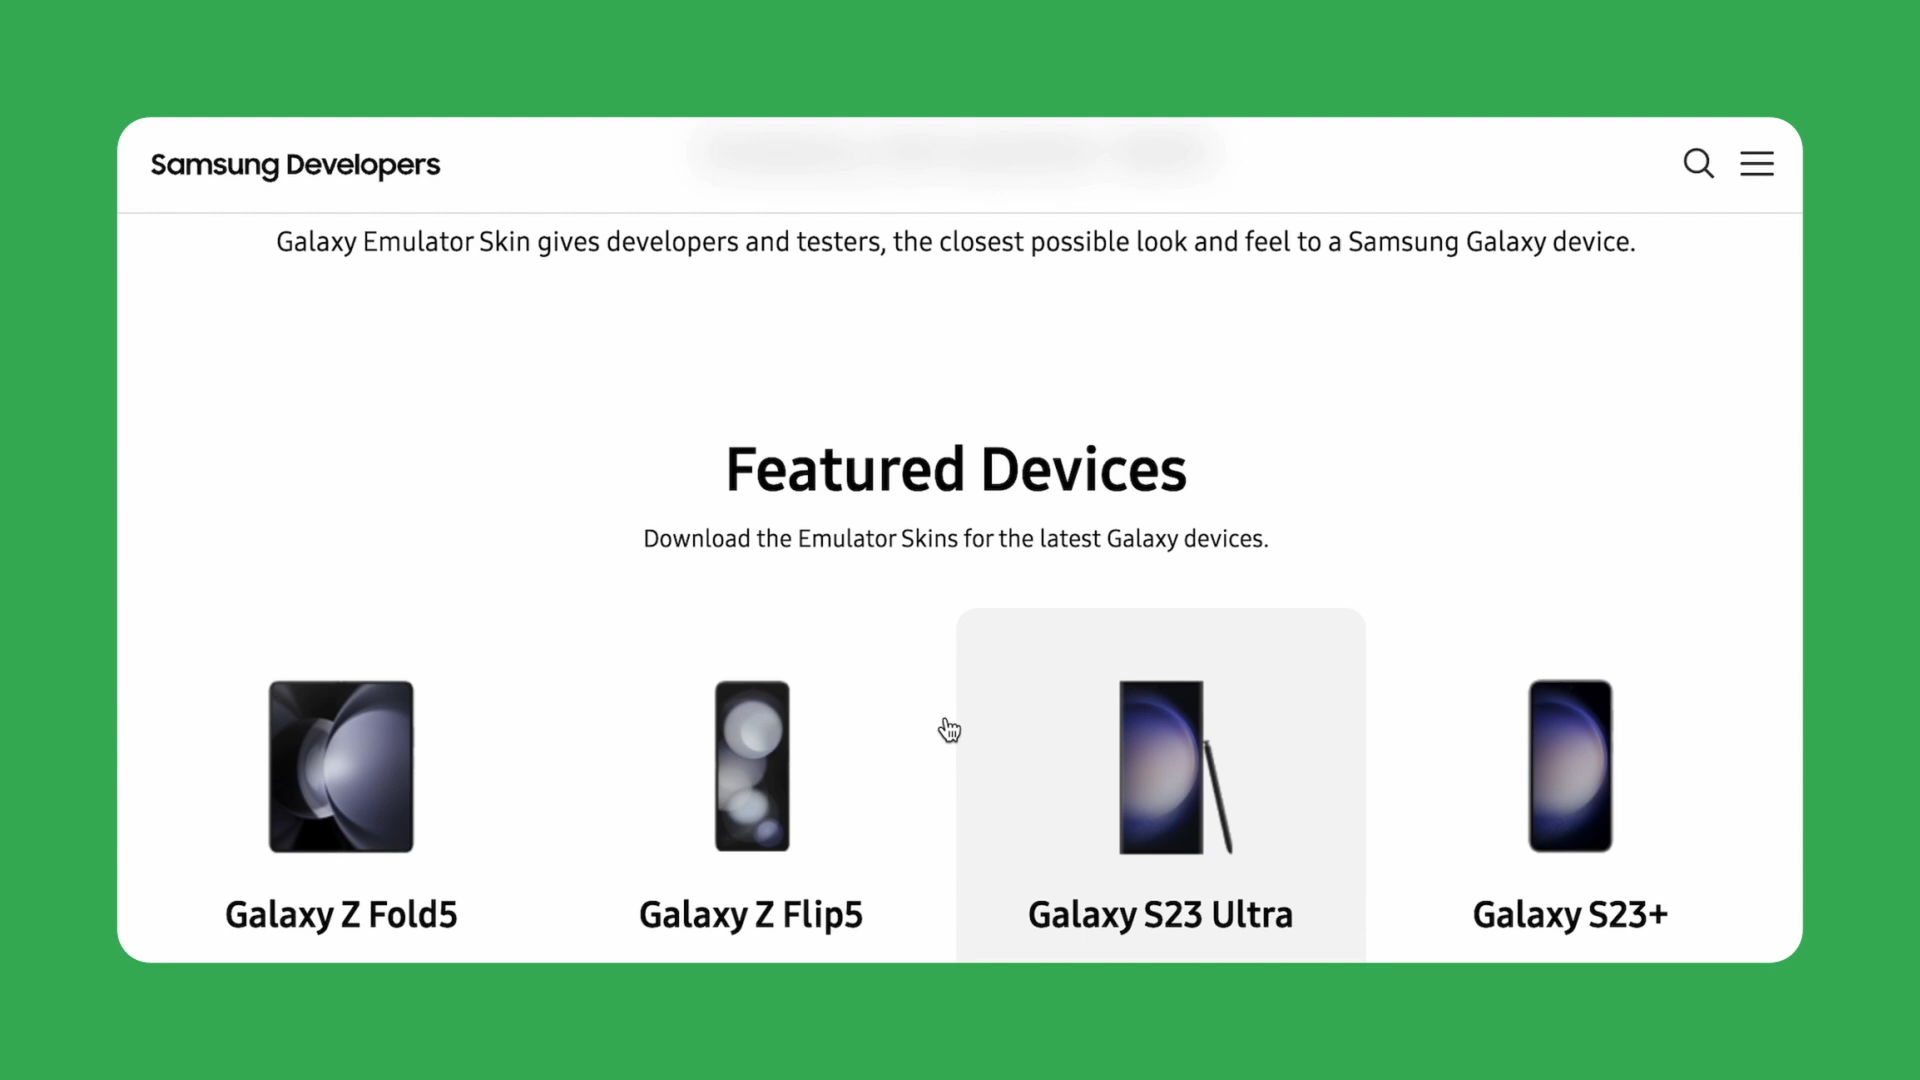 Samsung Developers
Galaxy Emulator Skin gives developers and testers, the closest possible look and feel to a Samsung Galaxy device.
Featured Devices
Download the Emulator Skins for the latest Galaxy devices.
Galaxy Z Fold5
Galaxy Z Flip5
Galaxy S23 Ultra
Galaxy S23+